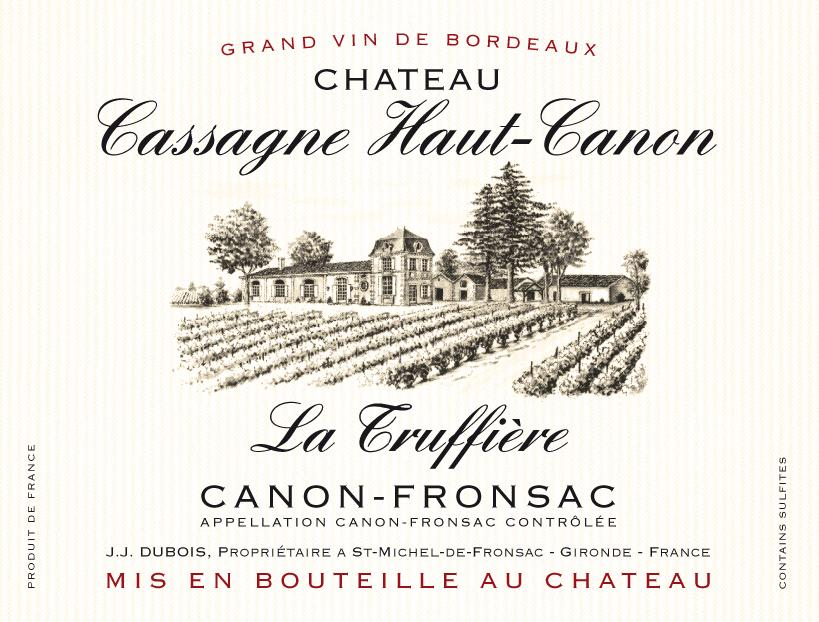 GRAND VIN DE BORDEAUX
CHATEAU
Cassagne Haut-Canon
La Truffière
CANON-FRONSAC
APPELLATION CANON-FRONSAC CONTRÔLÉE
J.J. DUBOIS, PROPRIÉTAIRE A ST-MICHEL-DE-FRONSAC - GIRONDE - FRANCE
MIS EN BOUTEILLE AU CHATEAU
PRODUIT DE FRANCE
CONTAINS SULFITES